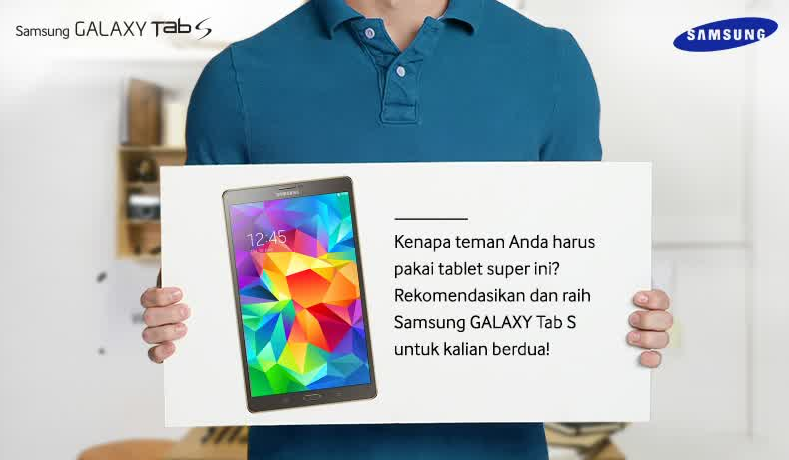 Samsung GALAXY Tab S
SAMSUNG
SAMSUNG
12:45
Kenapa teman Anda harus
pakai tablet super ini?
Rekomendasikan dan raih
Samsung GALAXY Tab S
untuk kalian berdua!